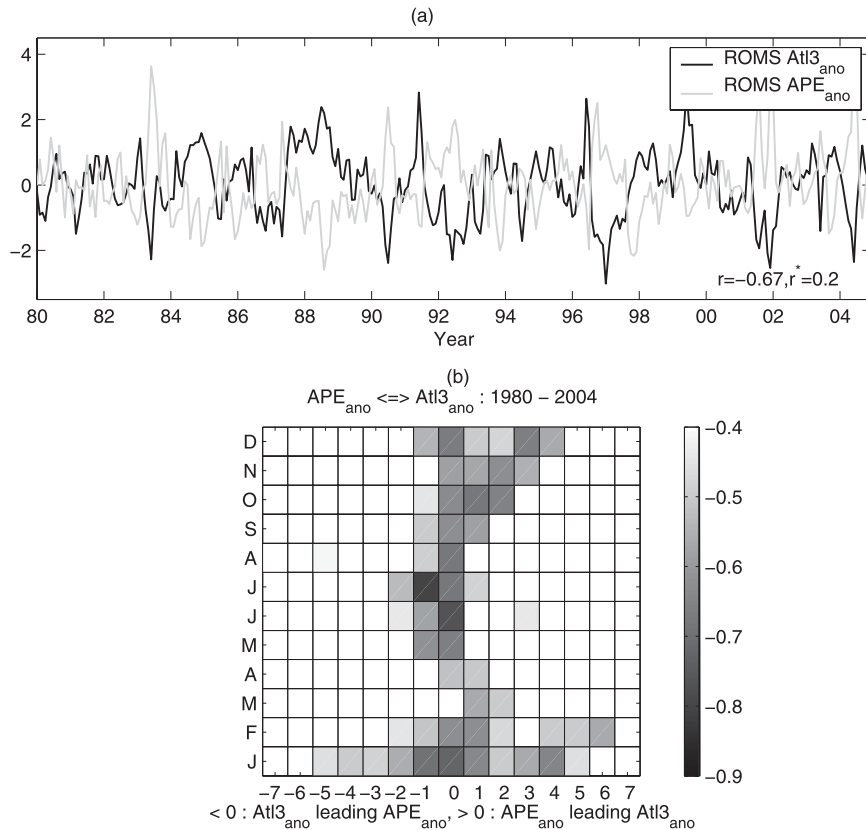 (a)
4
2
0
−2
ROMS Atl3ano
ROMS APEano
r=−0.67,r*=0.2
80 82 84 86 88 90 92 94 96 98 00 02 04
Year
(b)
APEano <=> Atl3ano : 1980 − 2004
D
N
O
S
A
J
J
M
A
M
F
J
−7 −6 −5 −4 −3 −2 −1 0 1 2 3 4 5 6 7
< 0 : Atl3ano leading APEano, > 0 : APEano leading Atl3ano
−0.4
−0.5
−0.6
−0.7
−0.8
−0.9